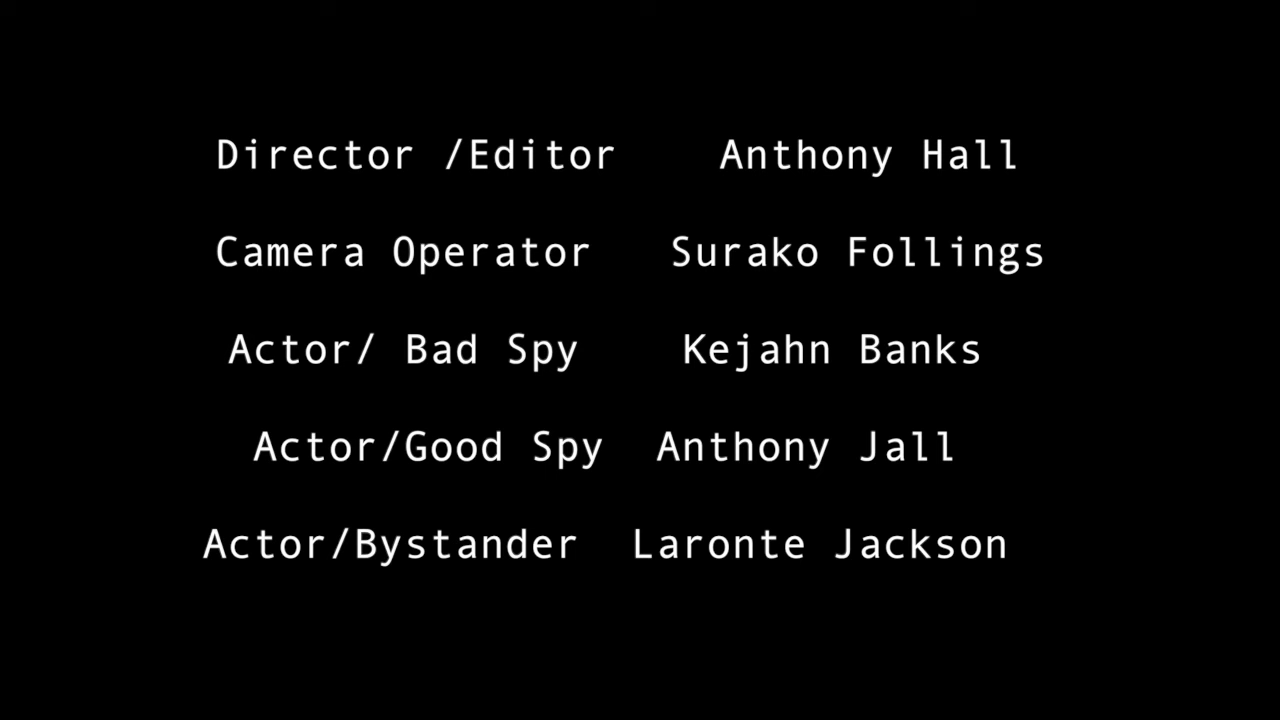 Director /Editor Anthony Hall
Camera Operator Surako Follings
Actor/ Bad Spy Kejahn Banks
Actor/Good Spy Anthony Jall
Actor/Bystander Laronte Jackson